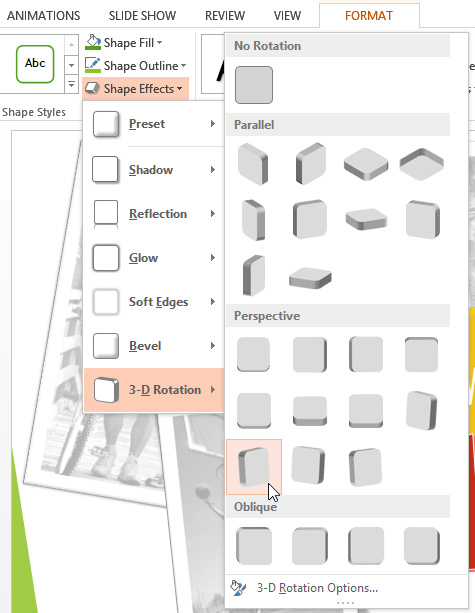 ANIMATIONS SLIDE SHOW REVIEW VIEW FORMAT
Abc
Shape Fill
Shape Outline
Shape Effects
Shape Styles
Preset
Shadow
Reflection
Glow
Soft Edges
Bevel
3-D Rotation
No Rotation
Parallel
Perspective
Oblique
3-D Rotation Options...